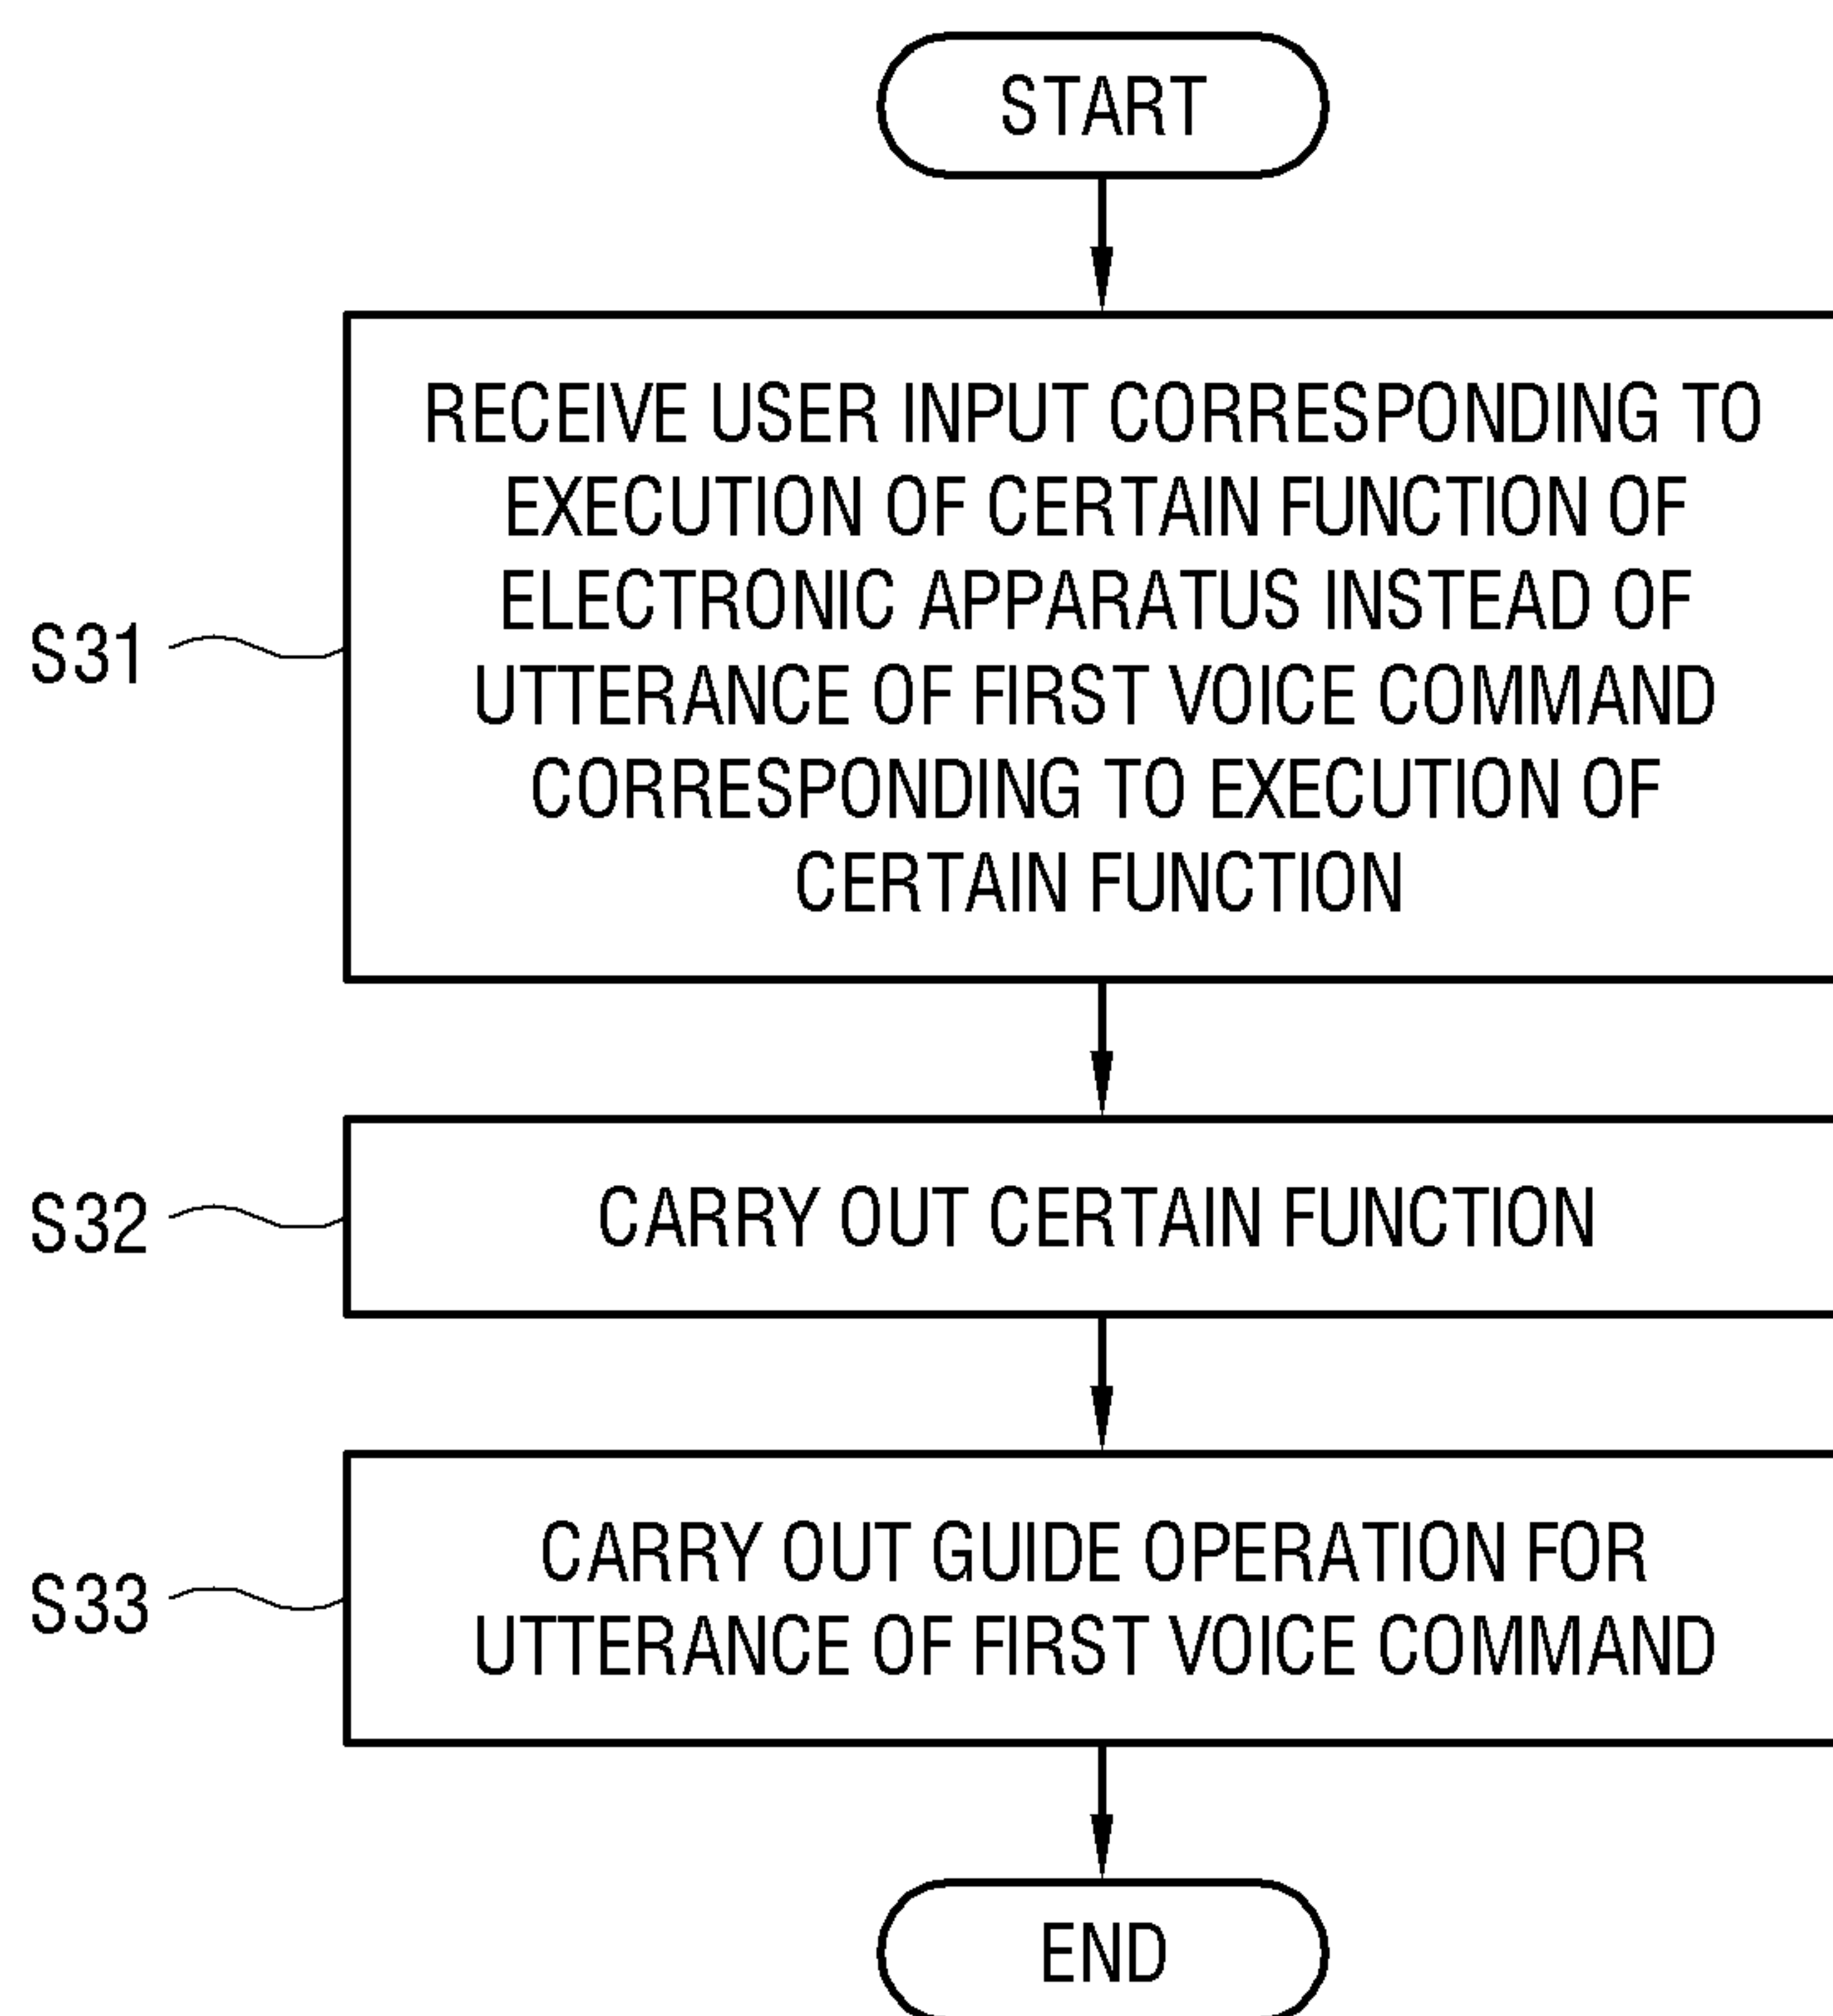 START
RECEIVE USER INPUT CORRESPONDING TO
EXECUTION OF CERTAIN FUNCTION OF
ELECTRONIC APPARATUS INSTEAD OF
UTTERANCE OF FIRST VOICE COMMAND
CORRESPONDING TO EXECUTION OF
CERTAIN FUNCTION
S31
CARRY OUT CERTAIN FUNCTION
S32
CARRY OUT GUIDE OPERATION FOR
UTTERANCE OF FIRST VOICE COMMAND
S33
END